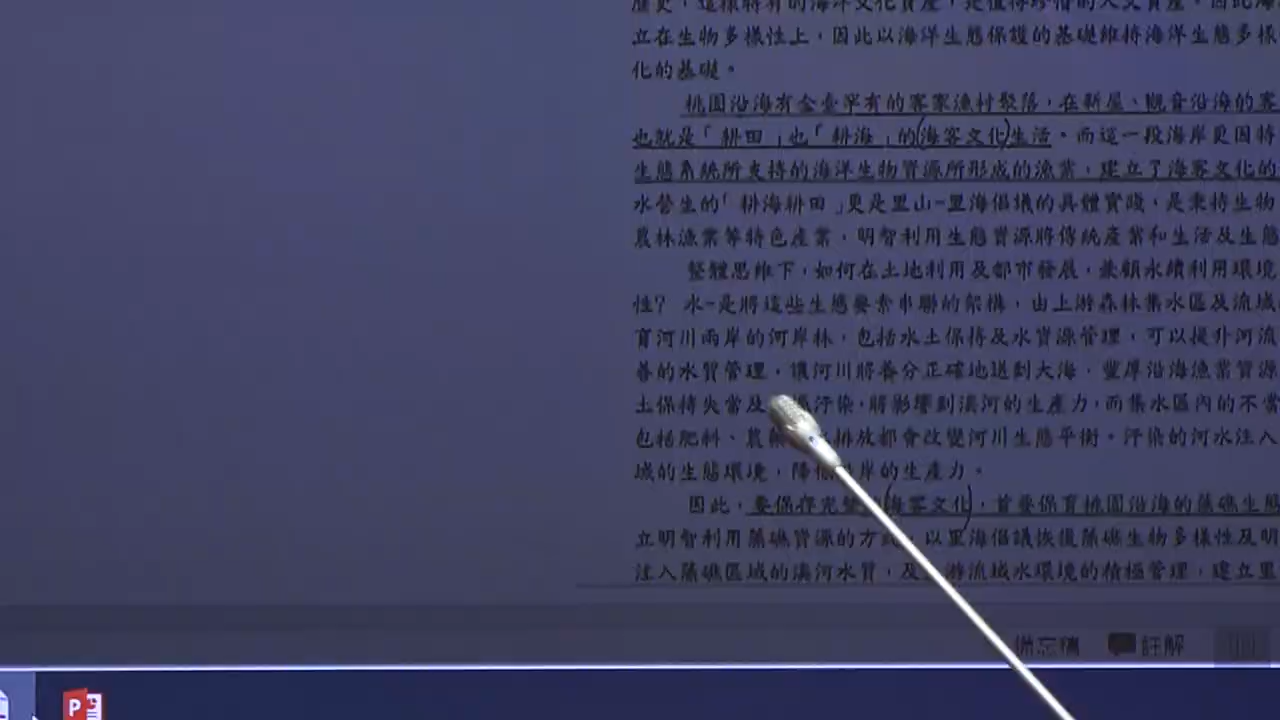 歷史，這樣特有的海洋文化資產，是值得珍惜的人文資產，因此海
立在生物多樣性上，因此以海洋生態保護的基礎維持海洋生態多樣
化的基礎。
桃園沿海有全臺罕有的客家漁村聚落，在新屋、觀音沿海的客
也就是「耕田」也「耕海」的(海客文化)生活。而這一段海岸更因特
生態系統所支持的海洋生物資源所形成的漁業，建立了海客文化的
水營生的「耕海耕田」更是里山-里海倡議的具體實踐，是秉持生物
農林漁業等特色產業，明智利用生態資源將傳統產業和生活及生態
整體思維下，如何在土地利用及都市發展，兼顧永續利用環境
性? 水-是將這些生態要素串聯的架構，由上游森林集水區及流域
育河川兩岸的河岸林，包括水土保持及水資源管理，可以提升河流
善的水質管理，讓河川將養分正確地送到大海，豐厚沿海漁業資源
土保持失當及 源汙染，將影響到溪河的生產力，而集水區內的不當
包括肥料、農藥 排放都會改變河川生態平衡。汙染的河水注入
域的生態環境，降低 岸的生產力。
因此，要保存完整 (海客文化)，首要保育桃園沿海的藻礁生態
立明智利用藻礁資源的方式，以里海倡議恢復藻礁生物多樣性及明
注入藻礁區域的溪河水質，及 游流域水環境的積極管理，建立里
備忘稿 註解
P